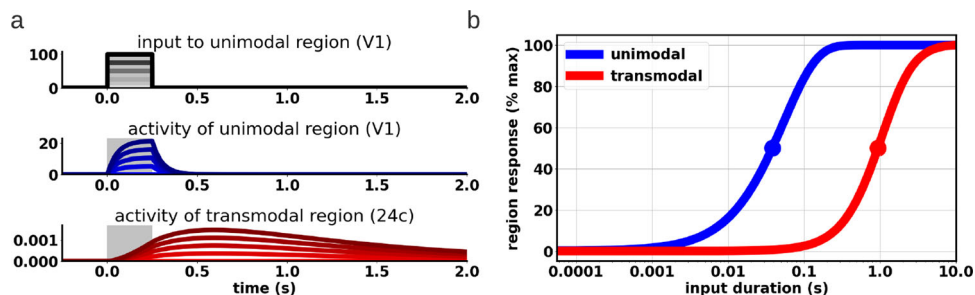 a
input to unimodal region (V1)
100
0
0.0 0.5 1.0 1.5 2.0
activity of unimodal region (V1)
20
0
0.0 0.5 1.0 1.5 2.0
activity of transmodal region (24c)
0.001
0.000
0.0 0.5 1.0 1.5 2.0
time (s)
b
region response (% max)
100
80
60
40
20
0
unimodal
transmodal
0.0001 0.001 0.01 0.1 1.0 10.0
input duration (s)